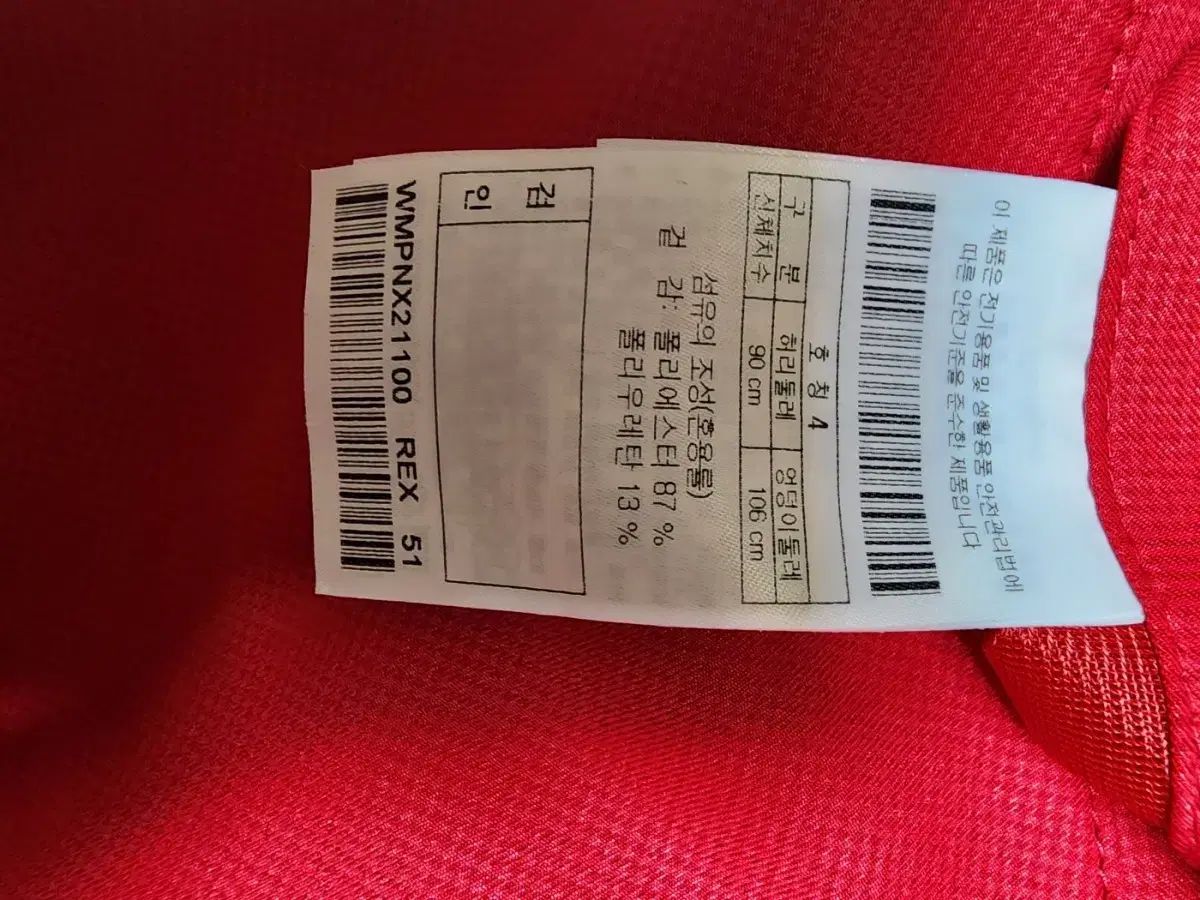 이 제품은 전기용품 및 생활용품 안전관리법에
따른 안전기준을 준수한 제품입니다
호 칭 4
구 분 허리둘레 엉덩이둘레
신체치수 90 cm 106 cm
섬유의 조성(혼용률)
겉 감: 폴리에스터 87 %
폴리우레탄 13 %
검
인
WMPNX21100 REX 51